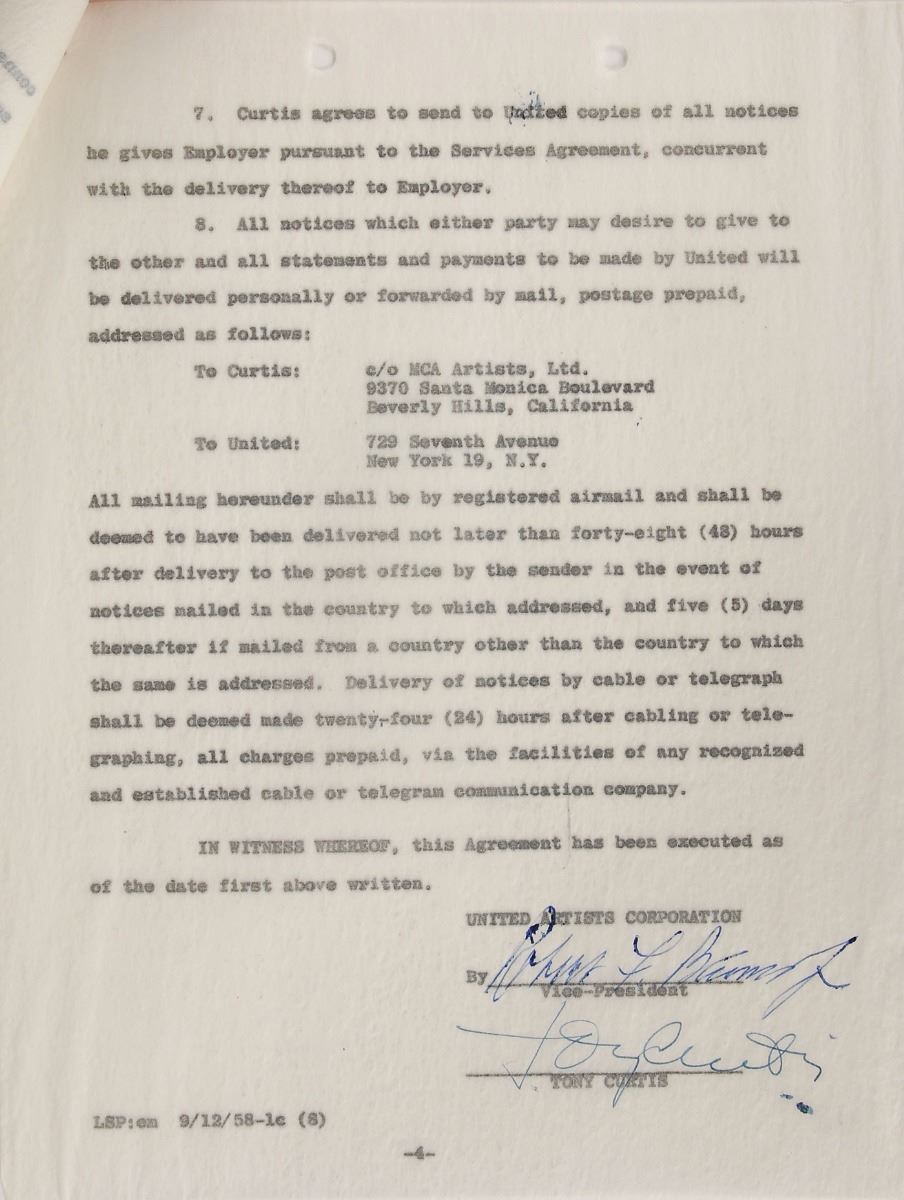 7. Curtis agrees to send to United copies of all notices
he gives Employer pursuant to the Services Agreement, concurrent
with the delivery thereof to Employer.
8. All notices which either party may desire to give to
the other and all statements and payments to be made by United will
be delivered personally or forwarded by mail, postage prepaid,
addressed as follows:
To Curtis: c/o MCA Artists, Ltd.
9370 Santa Monica Boulevard
Beverly Hills, California
To United: 729 Seventh Avenue
New York 19, N.Y.
All mailing hereunder shall be by registered airmail and shall be
deemed to have been delivered not later than forty-eight (48) hours
after delivery to the post office by the sender in the event of
notices mailed in the country to which addressed, and five (5) days
thereafter if mailed from a country other than the country to which
the same is addressed. Delivery of notices by cable or telegraph
shall be deemed made twenty-four (24) hours after cabling or tele-
graphing, all charges prepaid, via the facilities of any recognized
and established cable or telegram communication company.
IN WITNESS WHEREOF, this Agreement has been executed as
of the date first above written.
UNITED ARTISTS CORPORATION
By Robert F.
Vice-President
Tony Curtis
TONY CURTIS
LSP:em 9/12/58-lc (8)
-4-